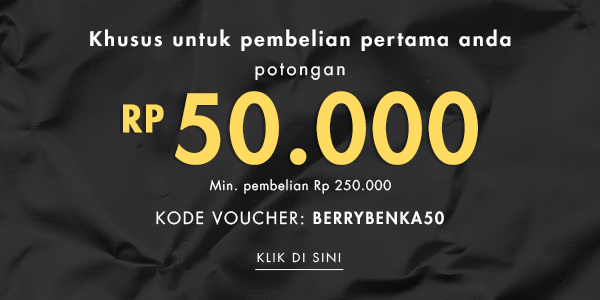 Khusus untuk pembelian pertama anda
potongan
RP 50.000
Min. pembelian Rp 250.000
KODE VOUCHER: BERRYBENKA50
KLIK DI SINI